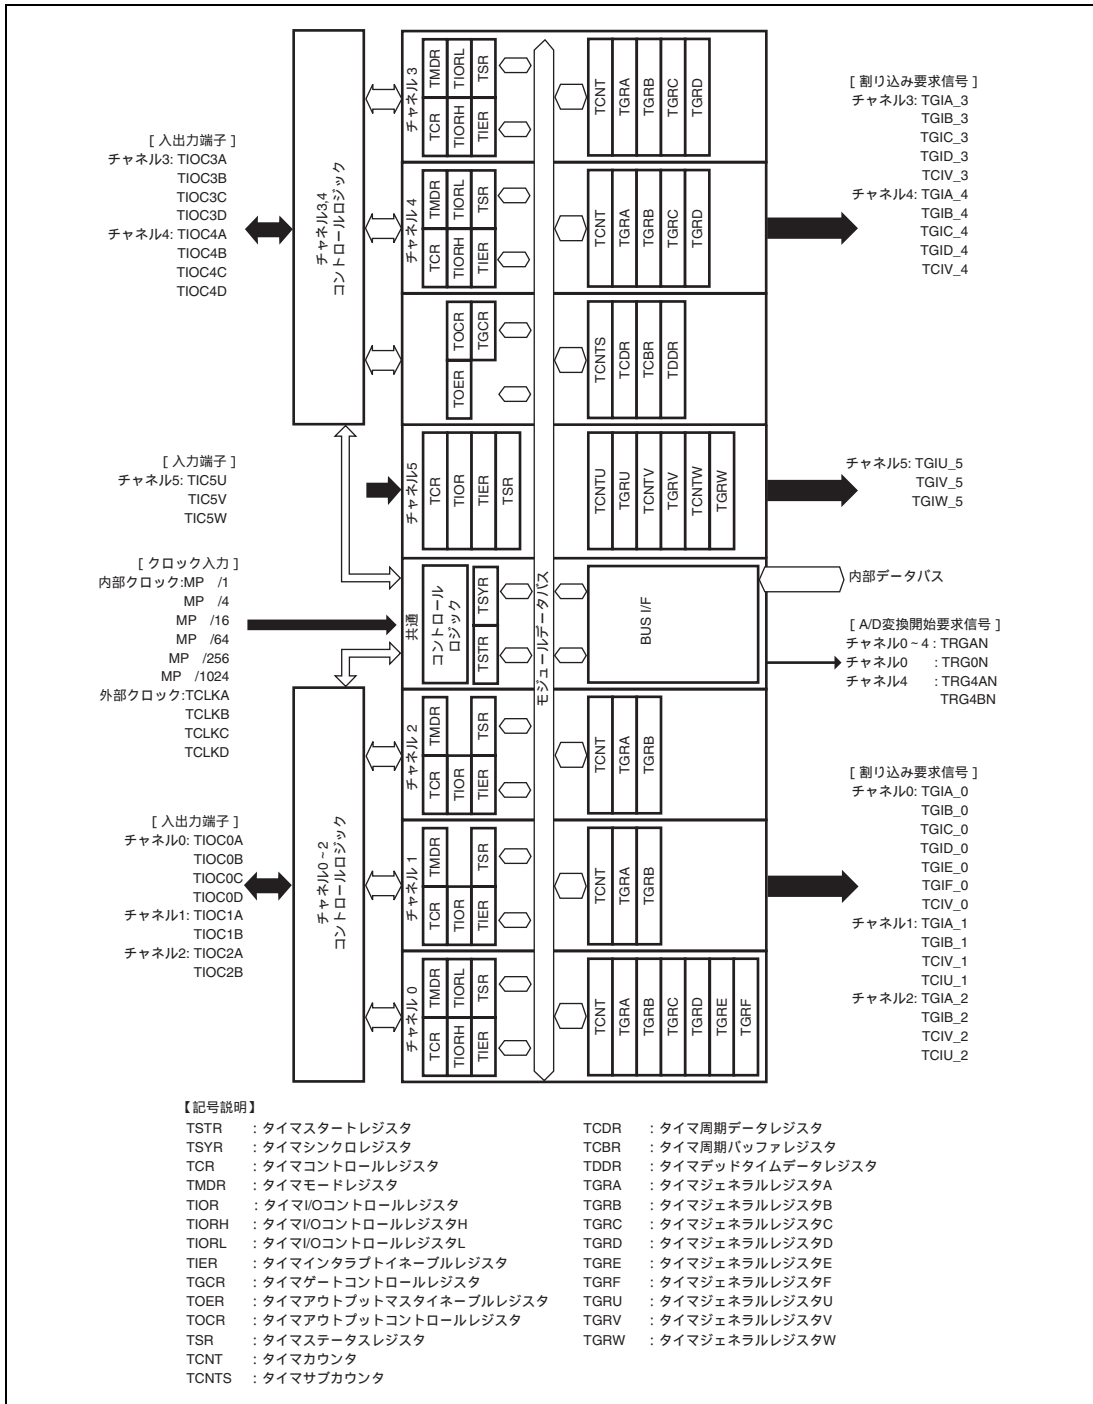 [ 入出力端子 ]
チャネル3: TIOC3A
TIOC3B
TIOC3C
TIOC3D
チャネル4: TIOC4A
TIOC4B
TIOC4C
TIOC4D
[ 入力端子 ]
チャネル5: TIC5U
TIC5V
TIC5W
[ クロック入力 ]
内部クロック:MP /1
MP /4
MP /16
MP /64
MP /256
MP /1024
外部クロック:TCLKA
TCLKB
TCLKC
TCLKD
[ 入出力端子 ]
チャネル0: TIOC0A
TIOC0B
TIOC0C
TIOC0D
チャネル1: TIOC1A
TIOC1B
チャネル2: TIOC2A
TIOC2B
チャネル3,4
コントロールロジック
チャネル0~2
コントロールロジック
チャネル3
TCR
TMDR
TIORH
TIORL
TIER
TSR
TCNT
TGRA
TGRB
TGRC
TGRD
チャネル4
TCR
TMDR
TIORH
TIORL
TIER
TSR
TCNT
TGRA
TGRB
TGRC
TGRD
TOER
TOCR
TGCR
TCNTS
TCDR
TCBR
TDDR
チャネル5
TCR
TIOR
TIER
TSR
TCNTU
TGRU
TCNTV
TGRV
TCNTW
TGRW
共通
コントロール
ロジック
TSTR
TSYR
モジュールデータバス
BUS I/F
チャネル2
TCR
TMDR
TIOR
TIER
TSR
TCNT
TGRA
TGRB
チャネル1
TCR
TMDR
TIOR
TIER
TSR
TCNT
TGRA
TGRB
チャネル0
TCR
TMDR
TIORH
TIORL
TIER
TSR
TCNT
TGRA
TGRB
TGRC
TGRD
TGRE
TGRF
[ 割り込み要求信号 ]
チャネル3: TGIA_3
TGIB_3
TGIC_3
TGID_3
TCIV_3
チャネル4: TGIA_4
TGIB_4
TGIC_4
TGID_4
TCIV_4
チャネル5: TGIU_5
TGIV_5
TGIW_5
内部データバス
[ A/D変換開始要求信号 ]
チャネル0~4 : TRGAN
チャネル0 : TRG0N
チャネル4 : TRG4AN
TRG4BN
[ 割り込み要求信号 ]
チャネル0: TGIA_0
TGIB_0
TGIC_0
TGID_0
TGIE_0
TGIF_0
TCIV_0
チャネル1: TGIA_1
TGIB_1
TCIV_1
TCIU_1
チャネル2: TGIA_2
TGIB_2
TCIV_2
TCIU_2
【記号説明】
TSTR : タイマスタートレジスタ
TSYR : タイマシンクロレジスタ
TCR : タイマコントロールレジスタ
TMDR : タイマモードレジスタ
TIOR : タイマI/Oコントロールレジスタ
TIORH : タイマI/OコントロールレジスタH
TIORL : タイマI/OコントロールレジスタL
TIER : タイマインタラプトイネーブルレジスタ
TGCR : タイマゲートコントロールレジスタ
TOER : タイマアウトプットマスタイネーブルレジスタ
TOCR : タイマアウトプットコントロールレジスタ
TSR : タイマステータスレジスタ
TCNT : タイマカウンタ
TCNTS : タイマサブカウンタ
TCDR : タイマ周期データレジスタ
TCBR : タイマ周期バッファレジスタ
TDDR : タイマデッドタイムデータレジスタ
TGRA : タイマジェネラルレジスタA
TGRB : タイマジェネラルレジスタB
TGRC : タイマジェネラルレジスタC
TGRD : タイマジェネラルレジスタD
TGRE : タイマジェネラルレジスタE
TGRF : タイマジェネラルレジスタF
TGRU : タイマジェネラルレジスタU
TGRV : タイマジェネラルレジスタV
TGRW : タイマジェネラルレジスタW